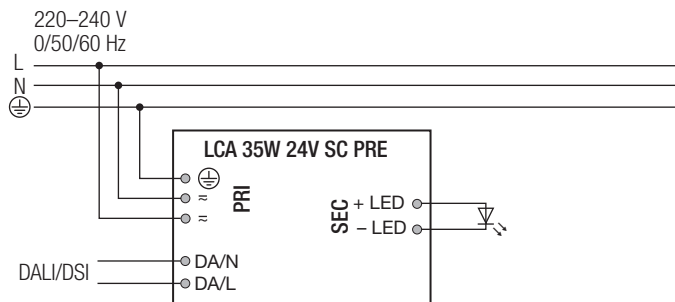 220–240 V
0/50/60 Hz
L
N
LCA 35W 24V SC PRE
PRI
≂
≂
SEC
+ LED
– LED
DALI/DSI
DA/N
DA/L